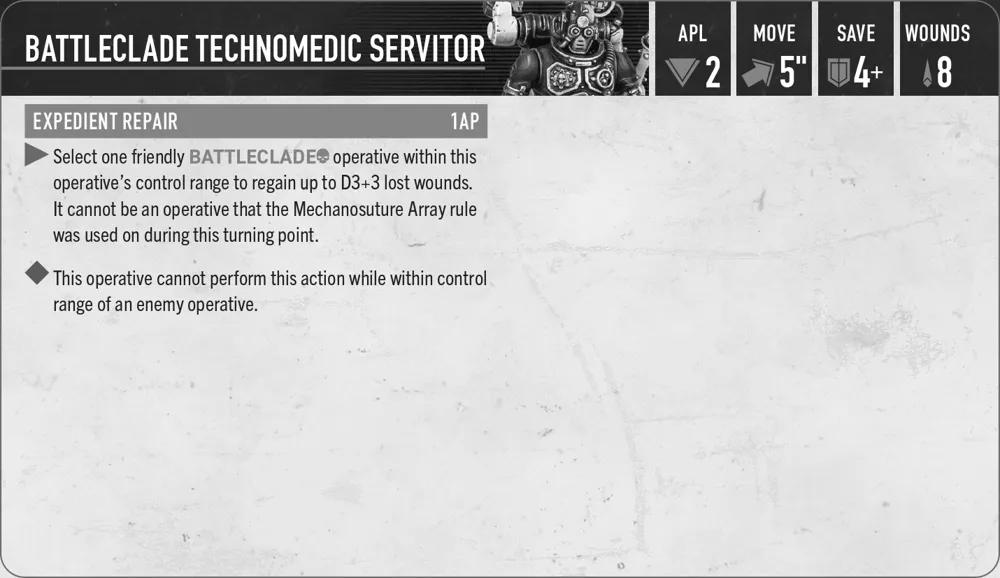 BATTLECLADE TECHNOMEDIC SERVITOR
APL
2
MOVE
5"
SAVE
4+
WOUNDS
8
EXPEDIENT REPAIR 1AP
Select one friendly BATTLECLADE operative within this
operative's control range to regain up to D3+3 lost wounds.
It cannot be an operative that the Mechanosuture Array rule
was used on during this turning point.
This operative cannot perform this action while within control
range of an enemy operative.